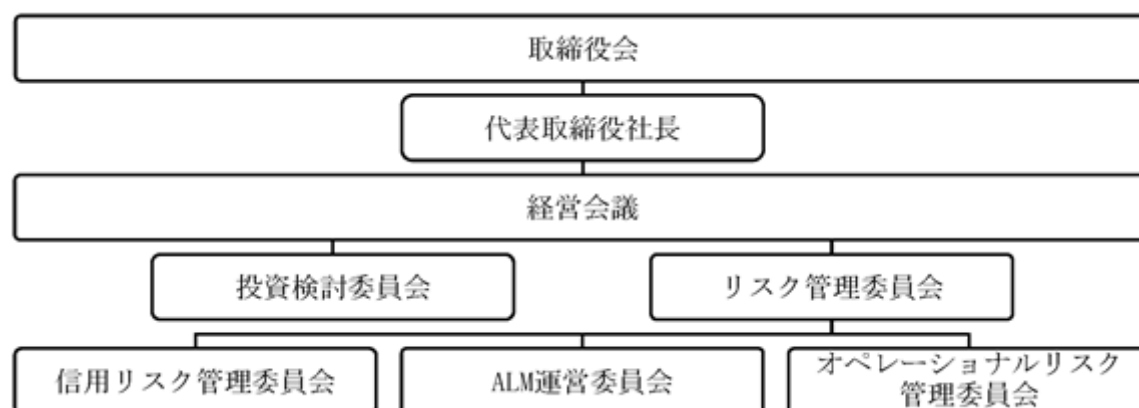 取締役会
代表取締役社長
経営会議
投資検討委員会
リスク管理委員会
信用リスク管理委員会
ALM運営委員会
オペレーショナルリスク
管理委員会